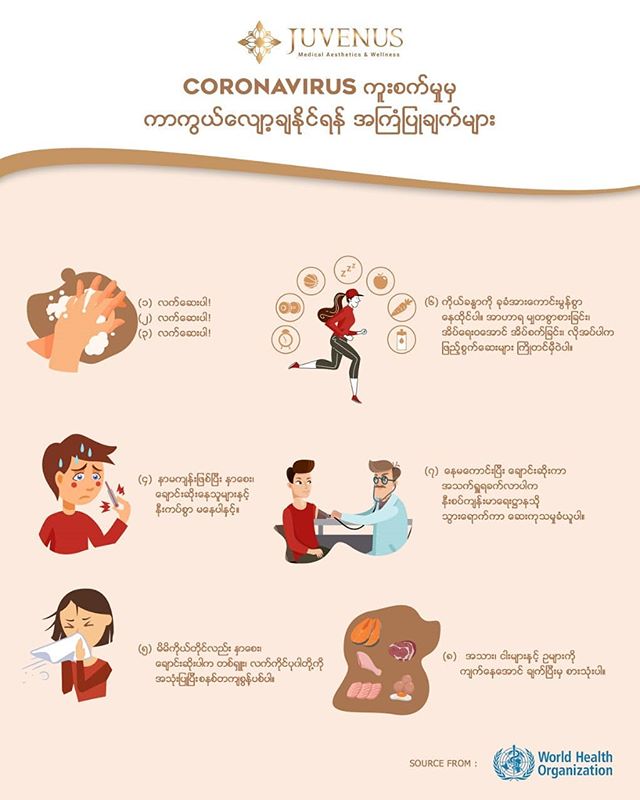 JUVENUS
Medical Aesthetics & Wellness
CORONAVIRUS ကူးစက်မှုမှ
ကာကွယ်လျော့ချနိုင်ရန် အကြံပြုချက်များ
(၁) လက်ဆေးပါ!
(၂) လက်ဆေးပါ!
(၃) လက်ဆေးပါ!
(၄) နာမကျန်းဖြစ်ပြီး နှာစေး၊
ချောင်းဆိုးနေသူများနှင့်
နီးကပ်စွာ မနေပါနှင့်။
(၅) မိမိကိုယ်တိုင်လည်း နှာစေး၊
ချောင်းဆိုးပါက တစ်ရှူး၊ လက်ကိုင်ပုဝါတို့ကို
အသုံးပြုပြီးစနစ်တကျစွန့်ပစ်ပါ။
(၆) ကိုယ်ခန္ဓာကို ခုခံအားကောင်းမွန်စွာ
နေထိုင်ပါ။ အာဟာရ မျှတစွာစားခြင်း၊
အိပ်ရေးဝအောင် အိပ်စက်ခြင်း၊ လိုအပ်ပါက
ဖြည့်စွက်ဆေးများ ကြိုတင်မှီဝဲပါ။
(၇) နေမကောင်းပြီး ချောင်းဆိုးကာ
အသက်ရှူရခက်လာပါက
နီးစပ်ကျန်းမာရေးဌာနသို့
သွားရောက်ကာ ဆေးကုသမှုခံယူပါ။
(၈) အသား၊ ငါးများနှင့် ဥများကို
ကျက်နေအောင် ချက်ပြီးမှ စားသုံးပါ။
SOURCE FROM :
World Health
Organization